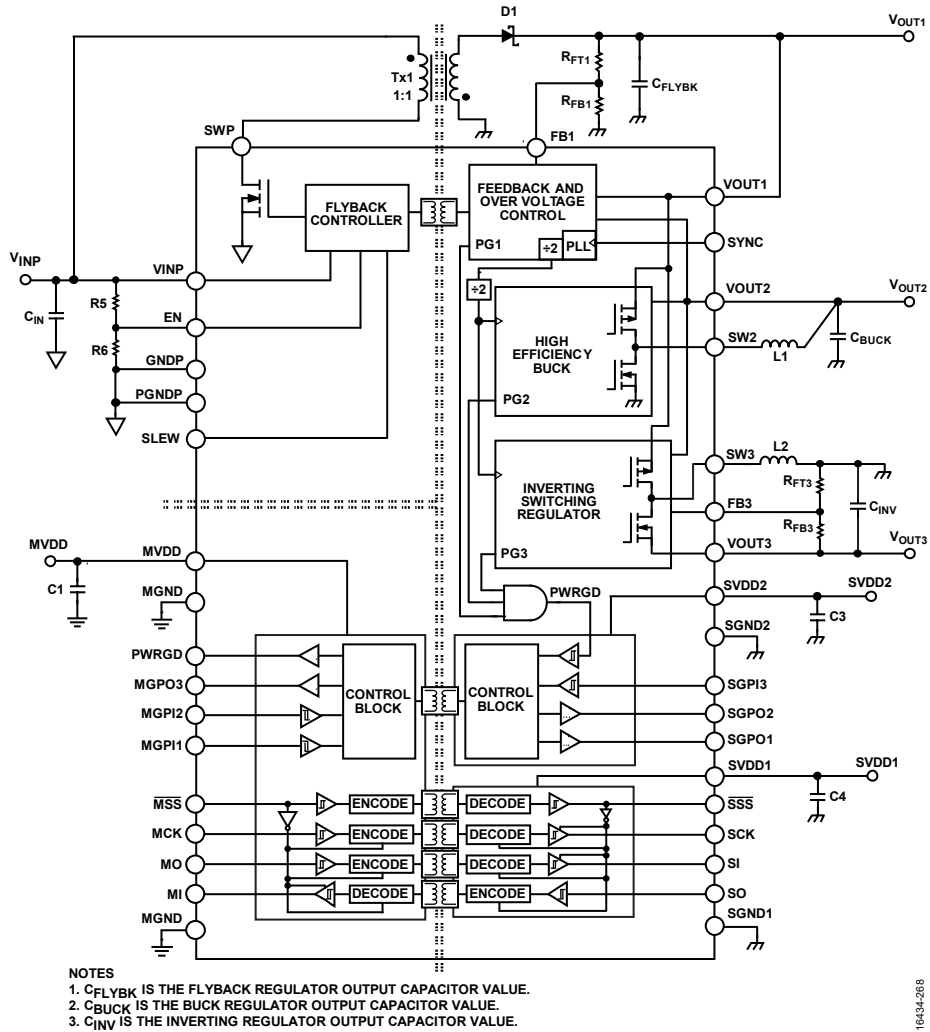 D1
VOUT1
RFT1
Tx1
1:1
CFLYBK
RFB1
SWP
FB1
FLYBACK
CONTROLLER
FEEDBACK AND
OVER VOLTAGE
CONTROL
VOUT1
PG1
÷2
PLL
SYNC
VINP
VINP
÷2
VOUT2
VOUT2
R5
CIN
EN
HIGH
EFFICIENCY
BUCK
SW2
L1
CBUCK
R6
GNDP
PGNDP
PG2
SLEW
SW3
L2
INVERTING
SWITCHING
REGULATOR
RFT3
FB3
CINV
RFB3
MVDD
MVDD
PG3
VOUT3
VOUT3
C1
MGND
PWRGD
SVDD2
SVDD2
C3
SGND2
PWRGD
MGPO3
CONTROL
BLOCK
CONTROL
BLOCK
SGPI3
MGPI2
SGPO2
MGPI1
SGPO1
SVDD1
SVDD1
C4
MSS
ENCODE
DECODE
SSS
MCK
ENCODE
DECODE
SCK
MO
ENCODE
DECODE
SI
MI
DECODE
ENCODE
SO
MGND
SGND1
NOTES
1. CFLYBK IS THE FLYBACK REGULATOR OUTPUT CAPACITOR VALUE.
2. CBUCK IS THE BUCK REGULATOR OUTPUT CAPACITOR VALUE.
3. CINV IS THE INVERTING REGULATOR OUTPUT CAPACITOR VALUE.
16434-268